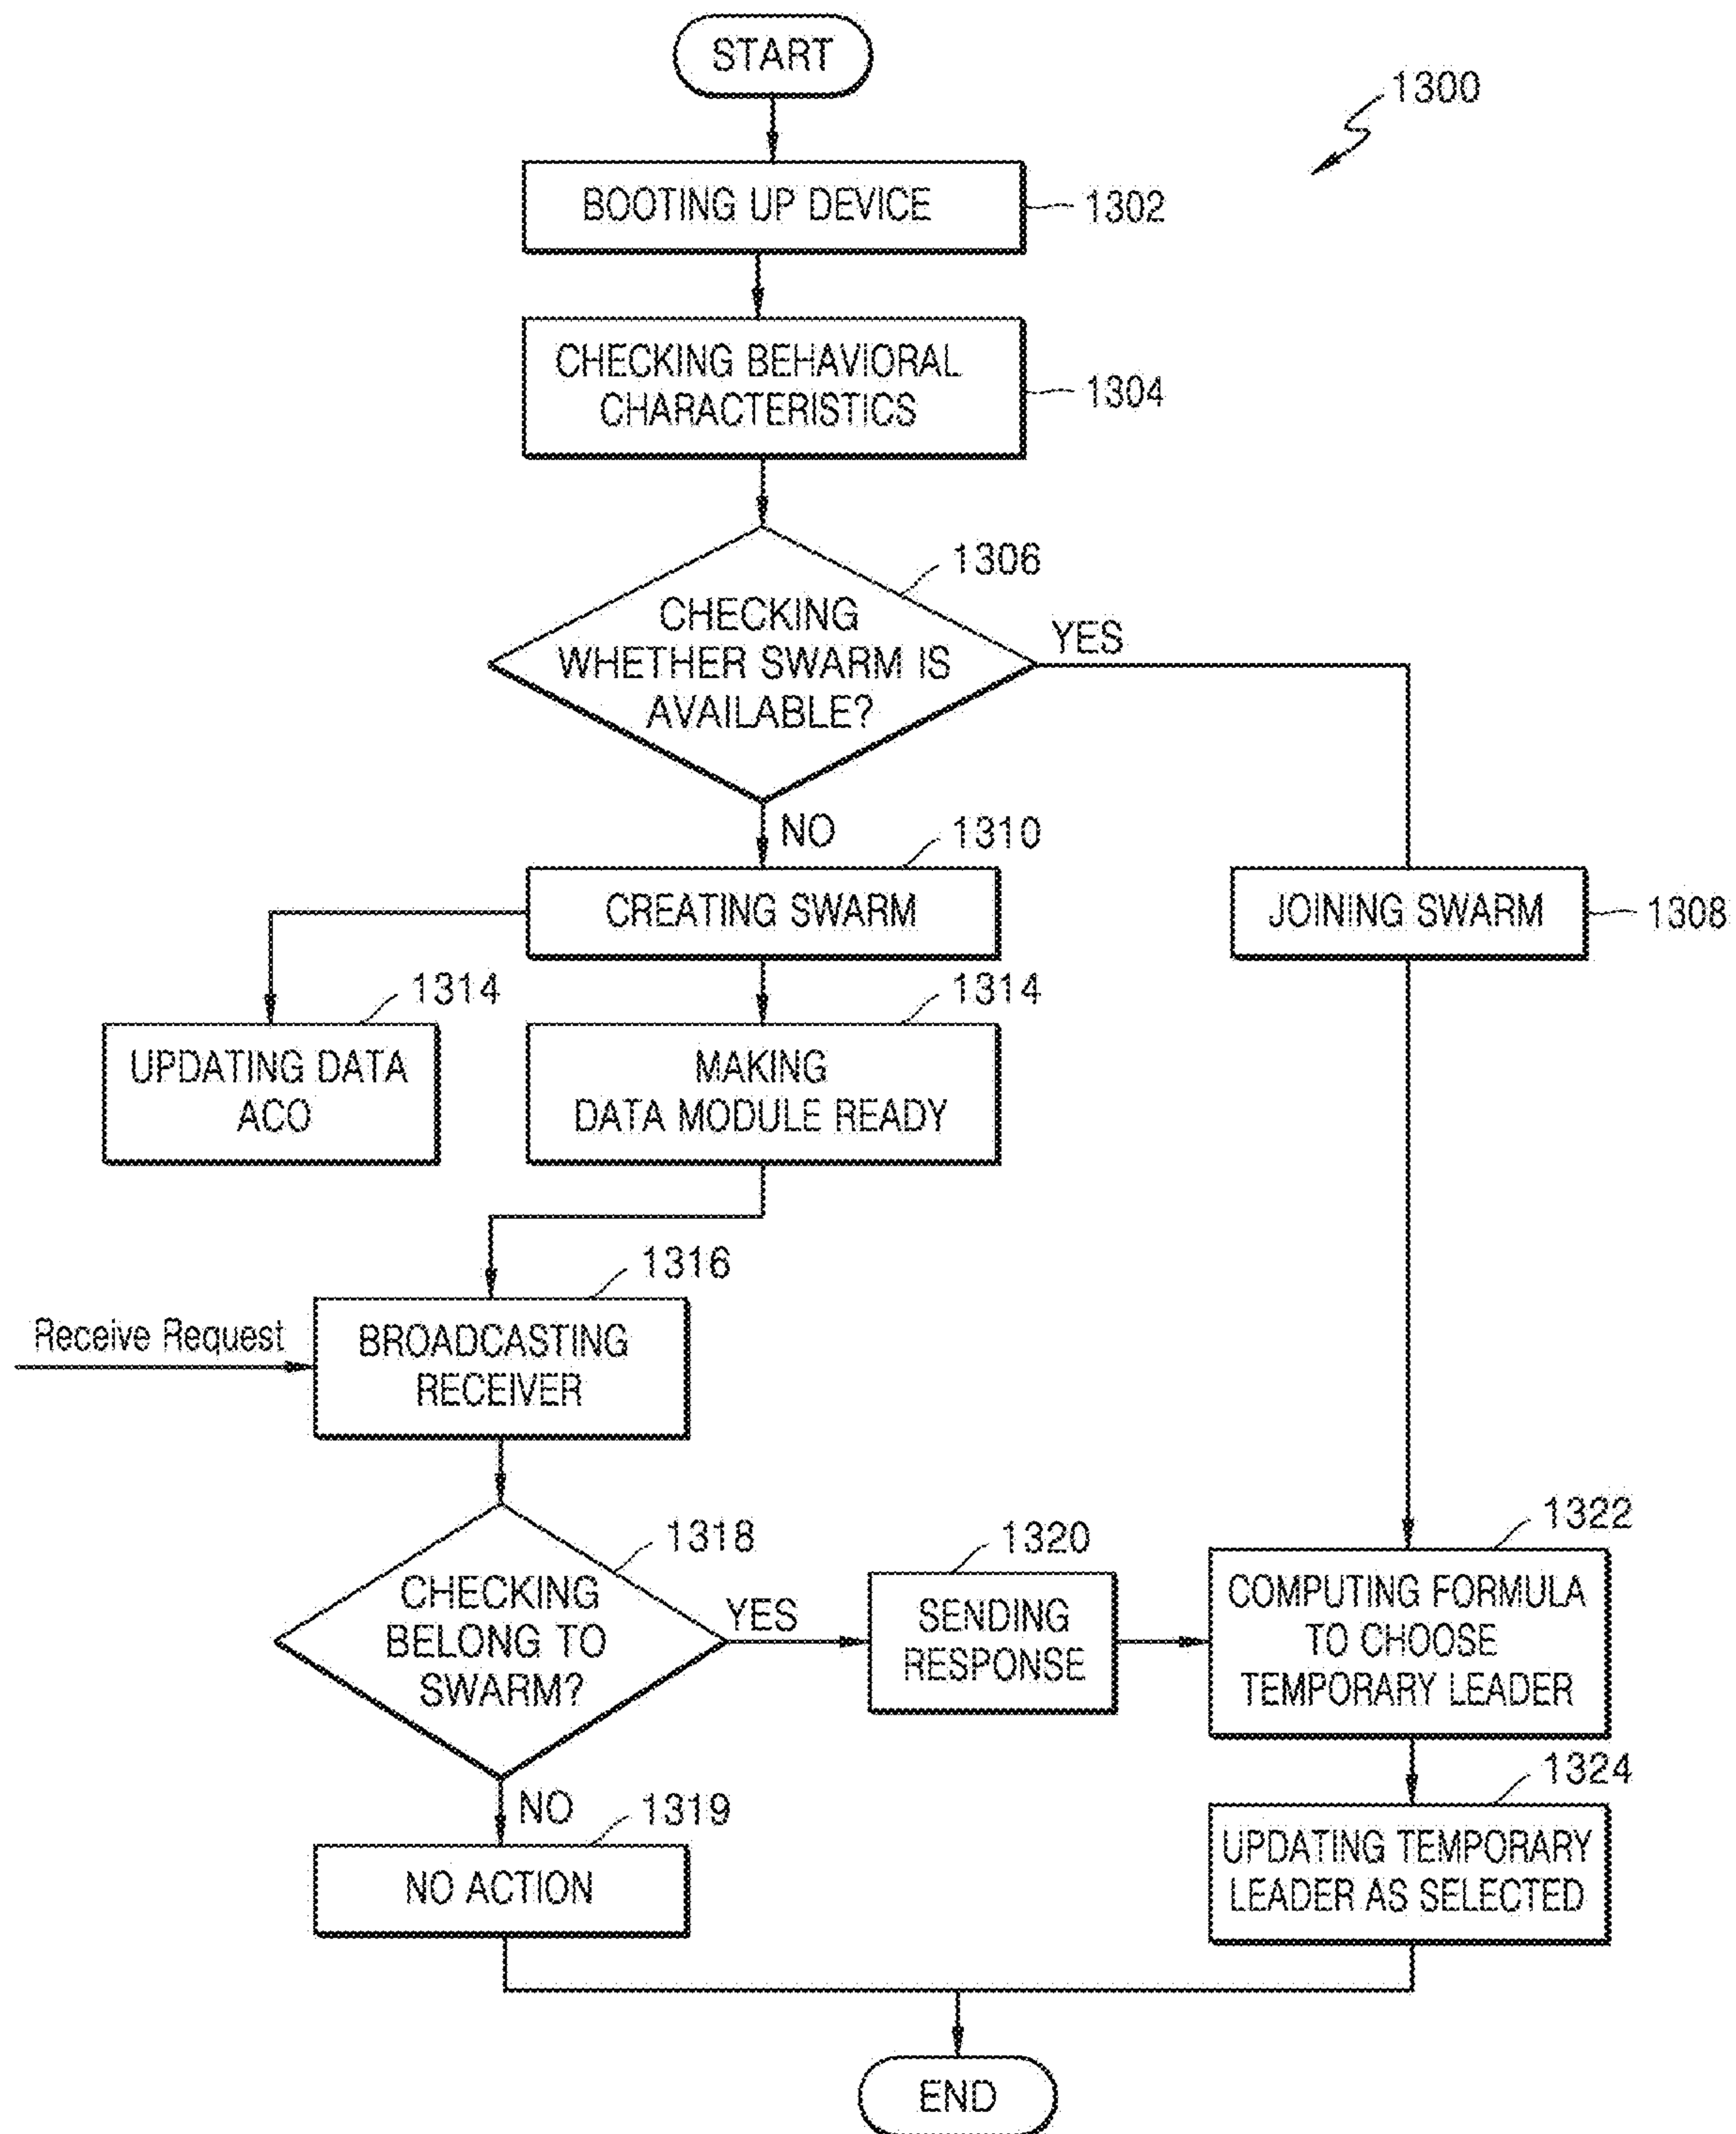 START
1300
BOOTING UP DEVICE
1302
CHECKING BEHAVIORAL
CHARACTERISTICS
1304
1306
CHECKING
WHETHER SWARM IS
AVAILABLE?
YES
NO
1310
CREATING SWARM
JOINING SWARM
1308
1314
UPDATING DATA
ACO
1314
MAKING
DATA MODULE READY
1316
Receive Request
BROADCASTING
RECEIVER
1318
CHECKING
BELONG TO
SWARM?
YES
1320
SENDING
RESPONSE
1322
COMPUTING FORMULA
TO CHOOSE
TEMPORARY LEADER
NO
1319
NO ACTION
1324
UPDATING TEMPORARY
LEADER AS SELECTED
END